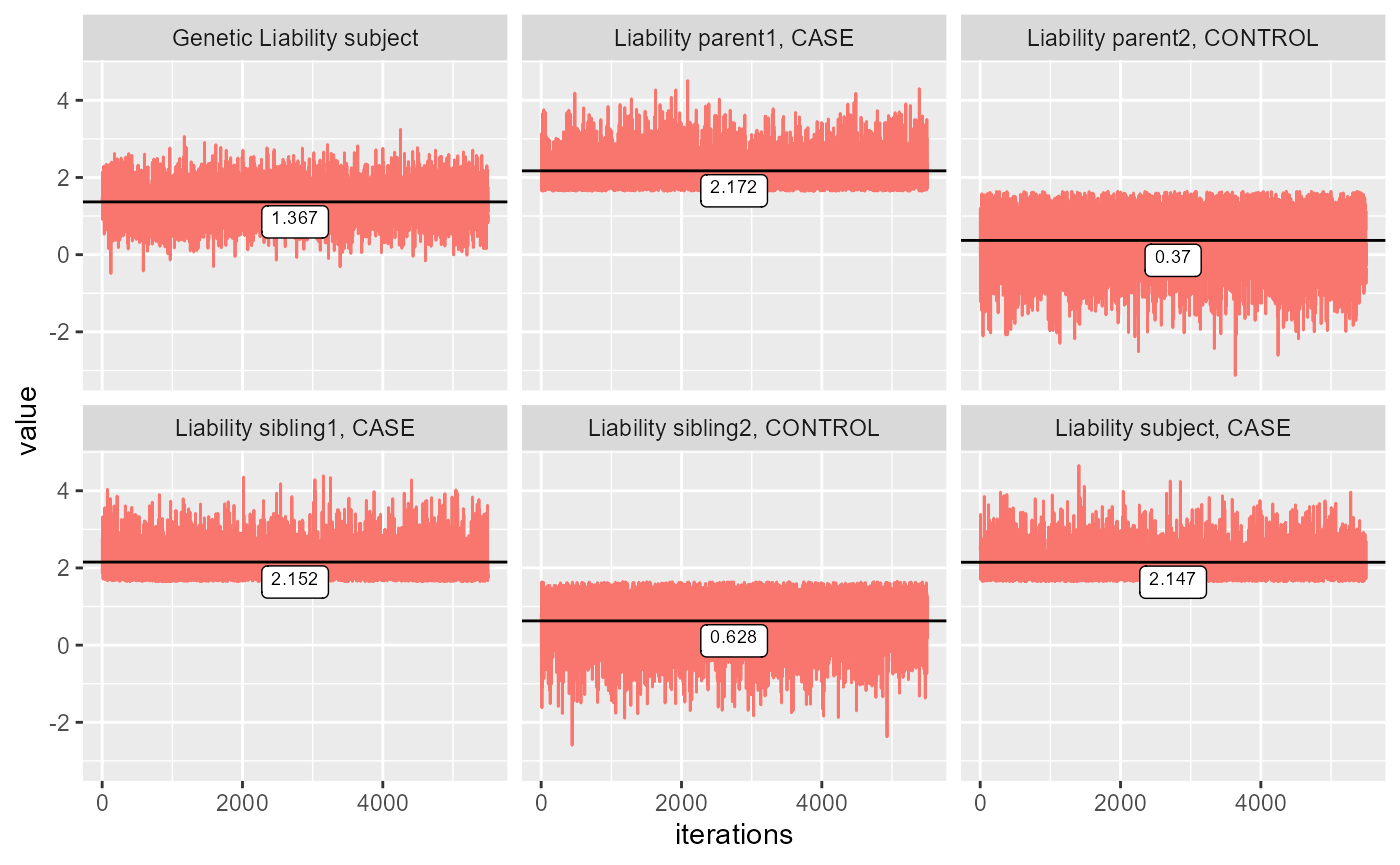 Genetic Liability subject
Liability parent1, CASE
Liability parent2, CONTROL
4
2
0
-2
1.367
2.172
0.37
value
Liability sibling1, CASE
Liability sibling2, CONTROL
Liability subject, CASE
4
2
0
-2
2.152
0.628
2.147
0
2000
4000
0
2000
4000
0
2000
4000
iterations